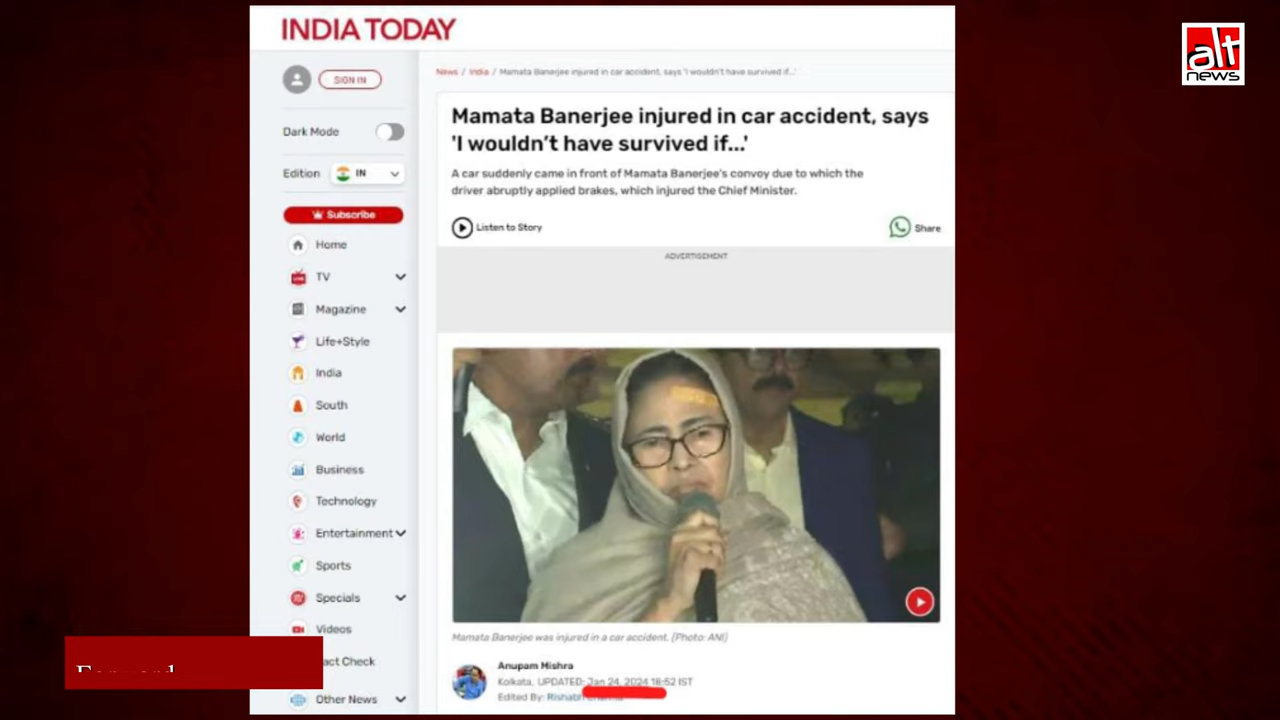 INDIA TODAY
alt
news
SIGN IN
News / India / Mamata Banerjee injured in car accident, says 'I wouldn't have survived if...'
Mamata Banerjee injured in car accident, says
'I wouldn't have survived if...'
Dark Mode
A car suddenly came in front of Mamata Banerjee's convoy due to which the
driver abruptly applied brakes, which injured the Chief Minister.
Edition IN
Subscribe
Listen to Story
Share
ADVERTISEMENT
Home
TV
Magazine
Life+Style
India
South
World
Business
Technology
Entertainment
Sports
Specials
Videos
act Check
Other News
Mamata Banerjee was injured in a car accident. (Photo: ANI)
Anupam Mishra
Kolkata, UPDATED: Jan 24, 2024 18:52 IST
Edited By: